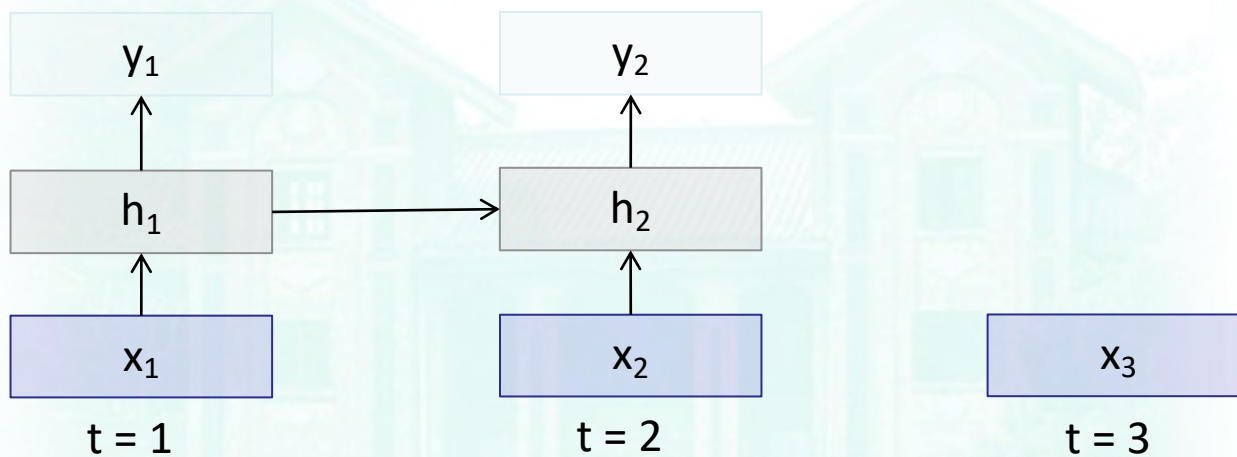 y₁ y₂
h₁ h₂
x₁ x₂ x₃
t = 1 t = 2 t = 3